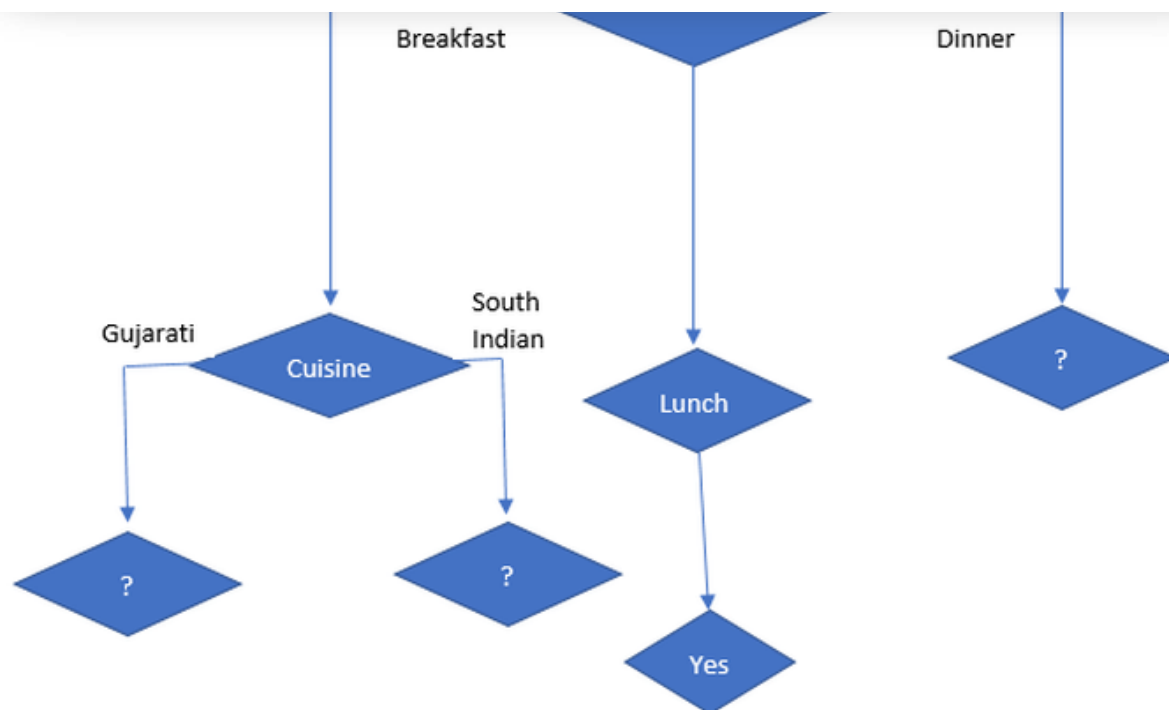 Breakfast
Dinner
South
Indian
Gujarati
Cuisine
?
Lunch
?
?
Yes